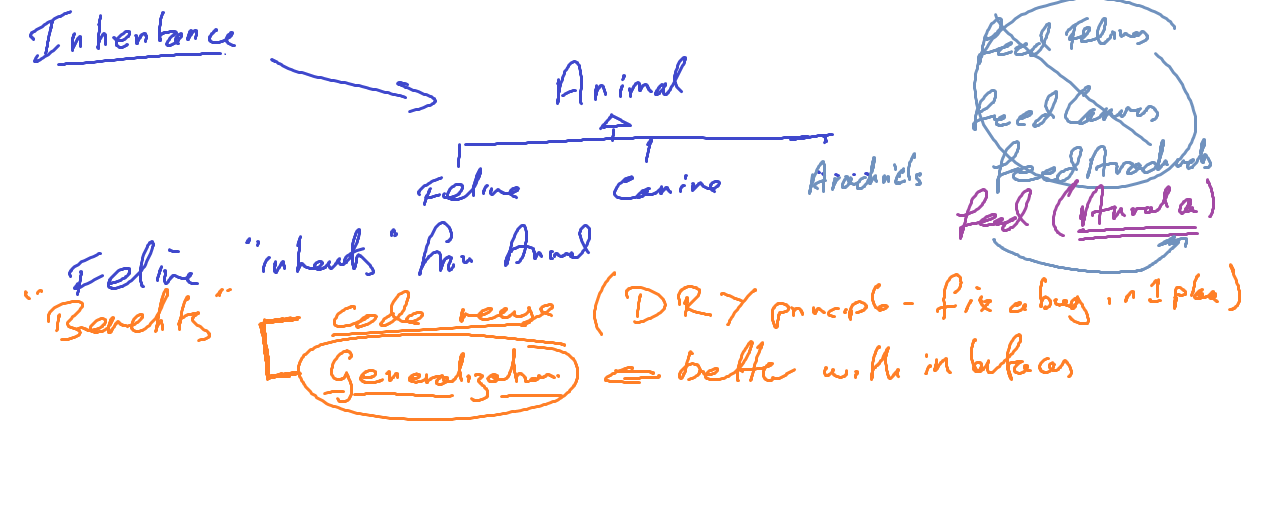 Inheritance
Animal
Feline Canine Arachnids
feed Felines
feed Canines
feed Arachnids
feed (Animal a)
Feline "inherits" from Animal
"Benefits"
code reuse (DRY principle - fix a bug in 1 place)
Generalization ⇐ better with interfaces